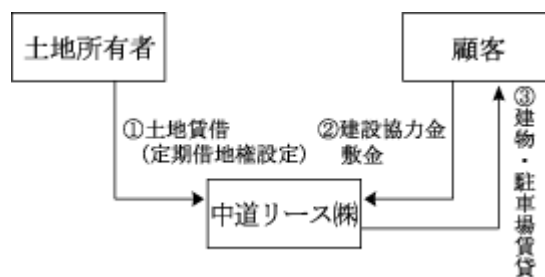 土地所有者
顧客
①土地賃借
(定期借地権設定)
②建設協力金
敷金
③建物・駐車場賃貸
中道リース㈱